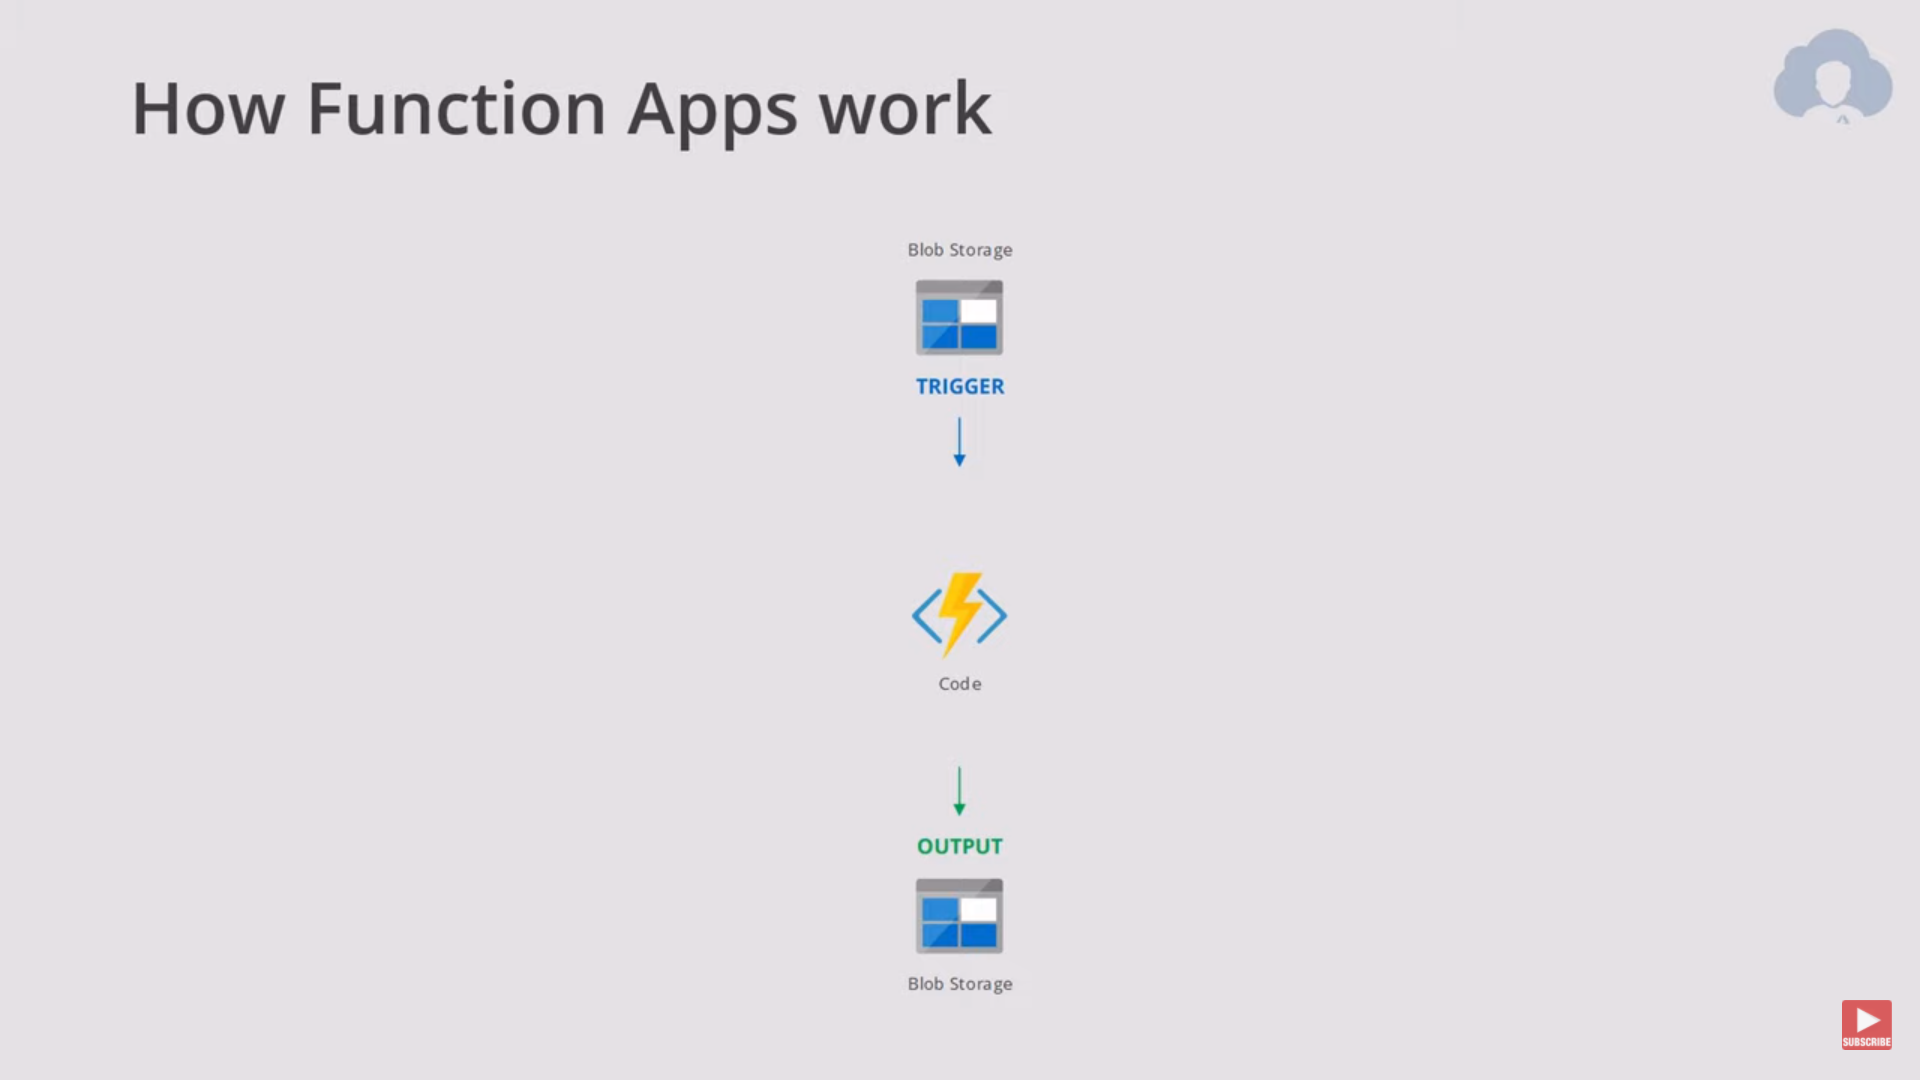 How Function Apps work
Blob Storage
TRIGGER
Code
OUTPUT
Blob Storage
SUBSCRIBE